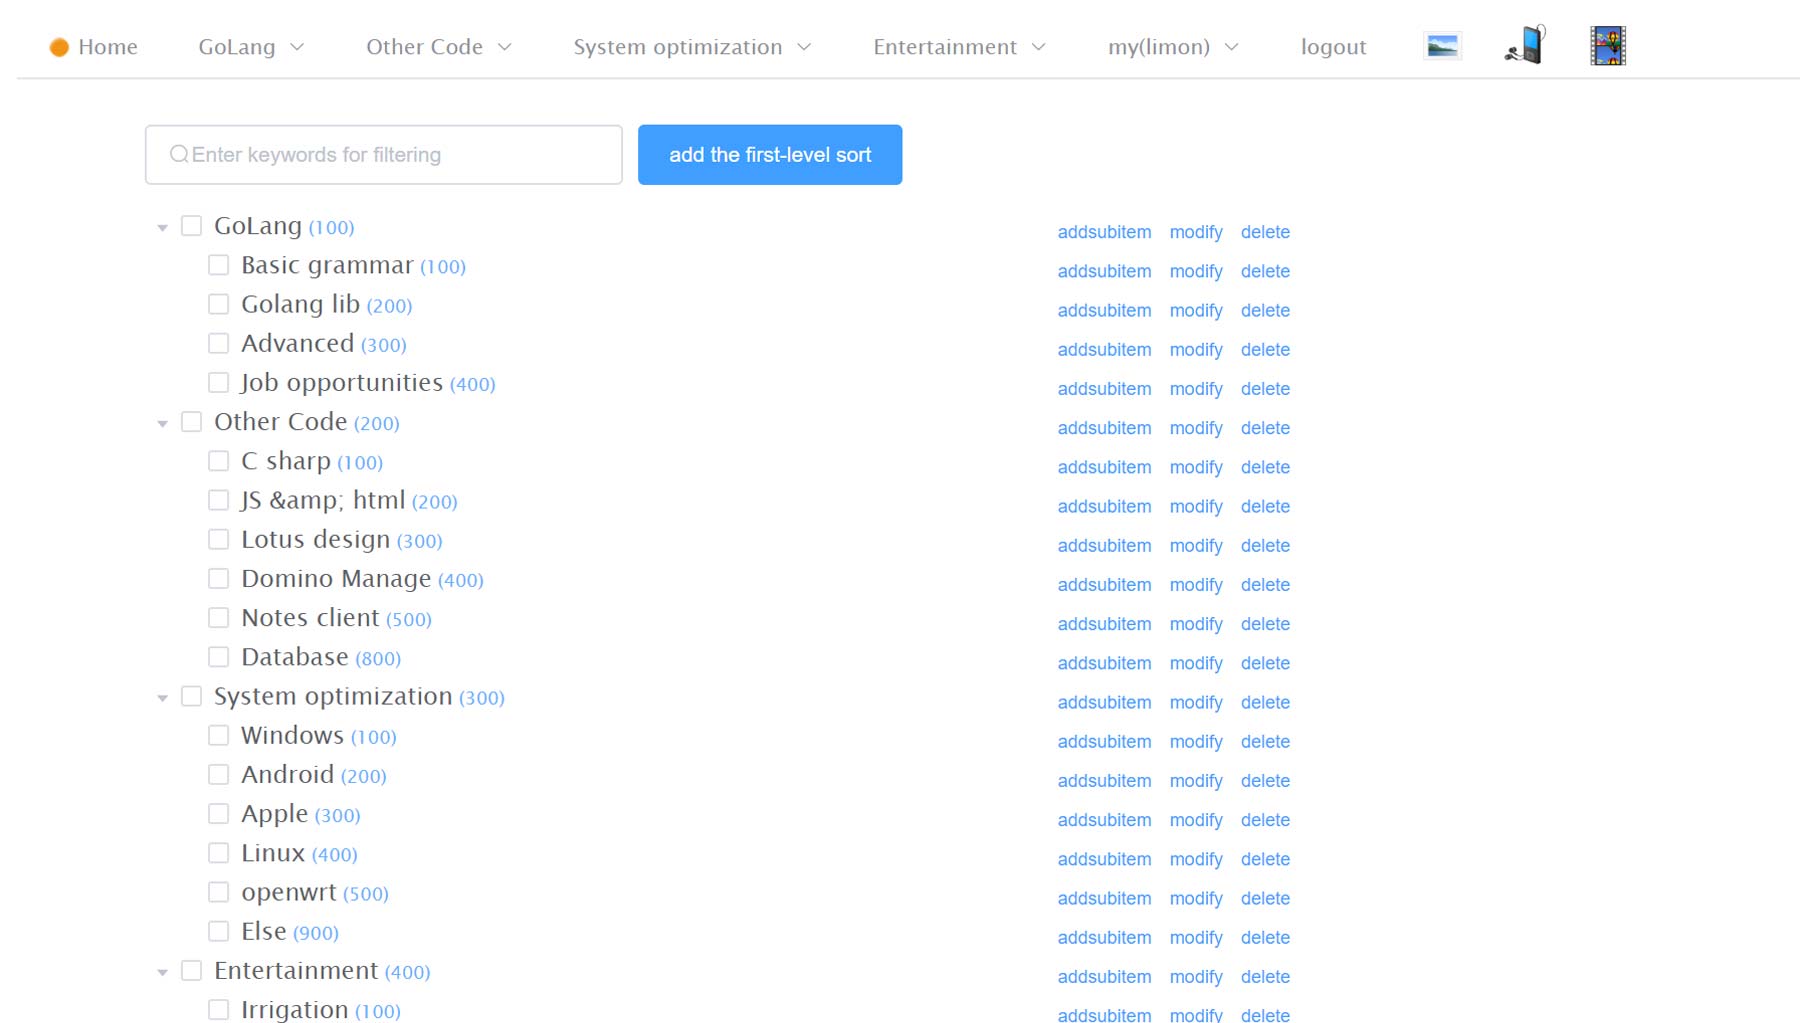 Home GoLang Other Code System optimization Entertainment my(limon) logout
Enter keywords for filtering add the first-level sort
GoLang (100) addsubitem modify delete
Basic grammar (100) addsubitem modify delete
Golang lib (200) addsubitem modify delete
Advanced (300) addsubitem modify delete
Job opportunities (400) addsubitem modify delete
Other Code (200) addsubitem modify delete
C sharp (100) addsubitem modify delete
JS &amp; html (200) addsubitem modify delete
Lotus design (300) addsubitem modify delete
Domino Manage (400) addsubitem modify delete
Notes client (500) addsubitem modify delete
Database (800) addsubitem modify delete
System optimization (300) addsubitem modify delete
Windows (100) addsubitem modify delete
Android (200) addsubitem modify delete
Apple (300) addsubitem modify delete
Linux (400) addsubitem modify delete
openwrt (500) addsubitem modify delete
Else (900) addsubitem modify delete
Entertainment (400) addsubitem modify delete
Irrigation (100) addsubitem modify delete